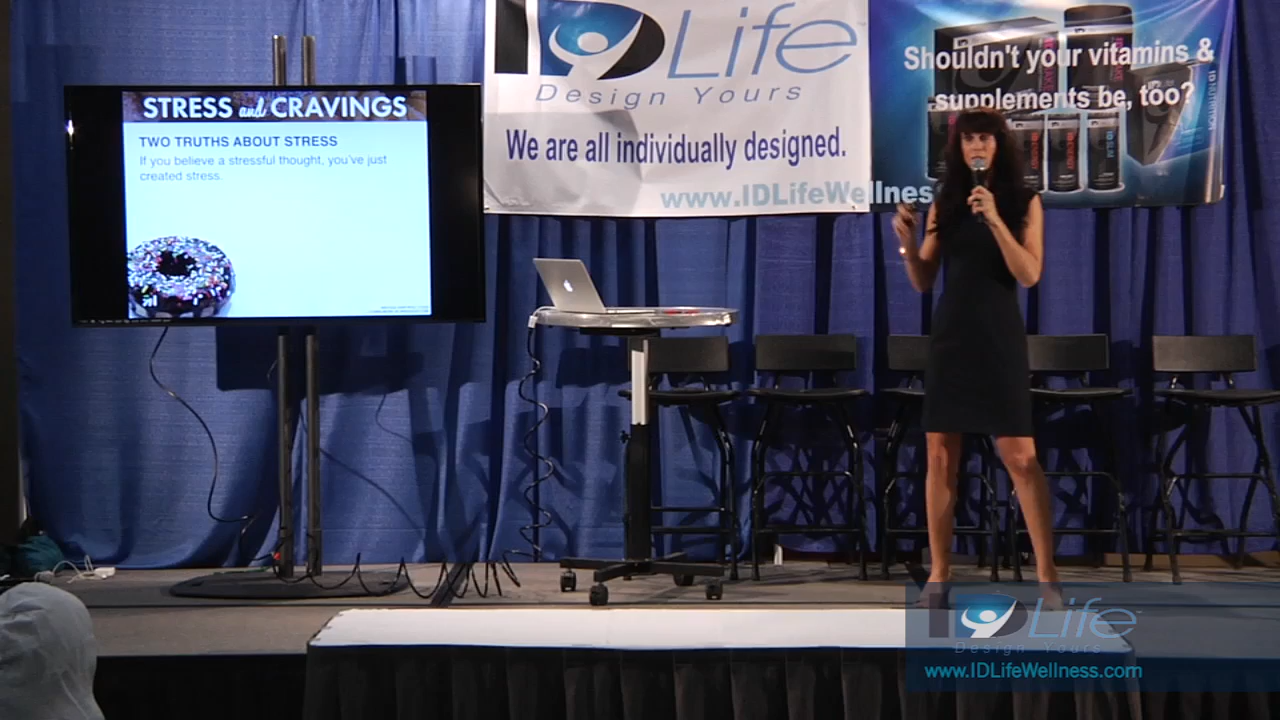 STRESS and CRAVINGS
TWO TRUTHS ABOUT STRESS
If you believe a stressful thought, you've just
created stress.
IDLife
Design Yours
We are all individually designed.
www.IDLifeWellness
Shouldn't your vitamins &
supplements be, too?
IDLife
Design Yours
www.IDLifeWellness.com